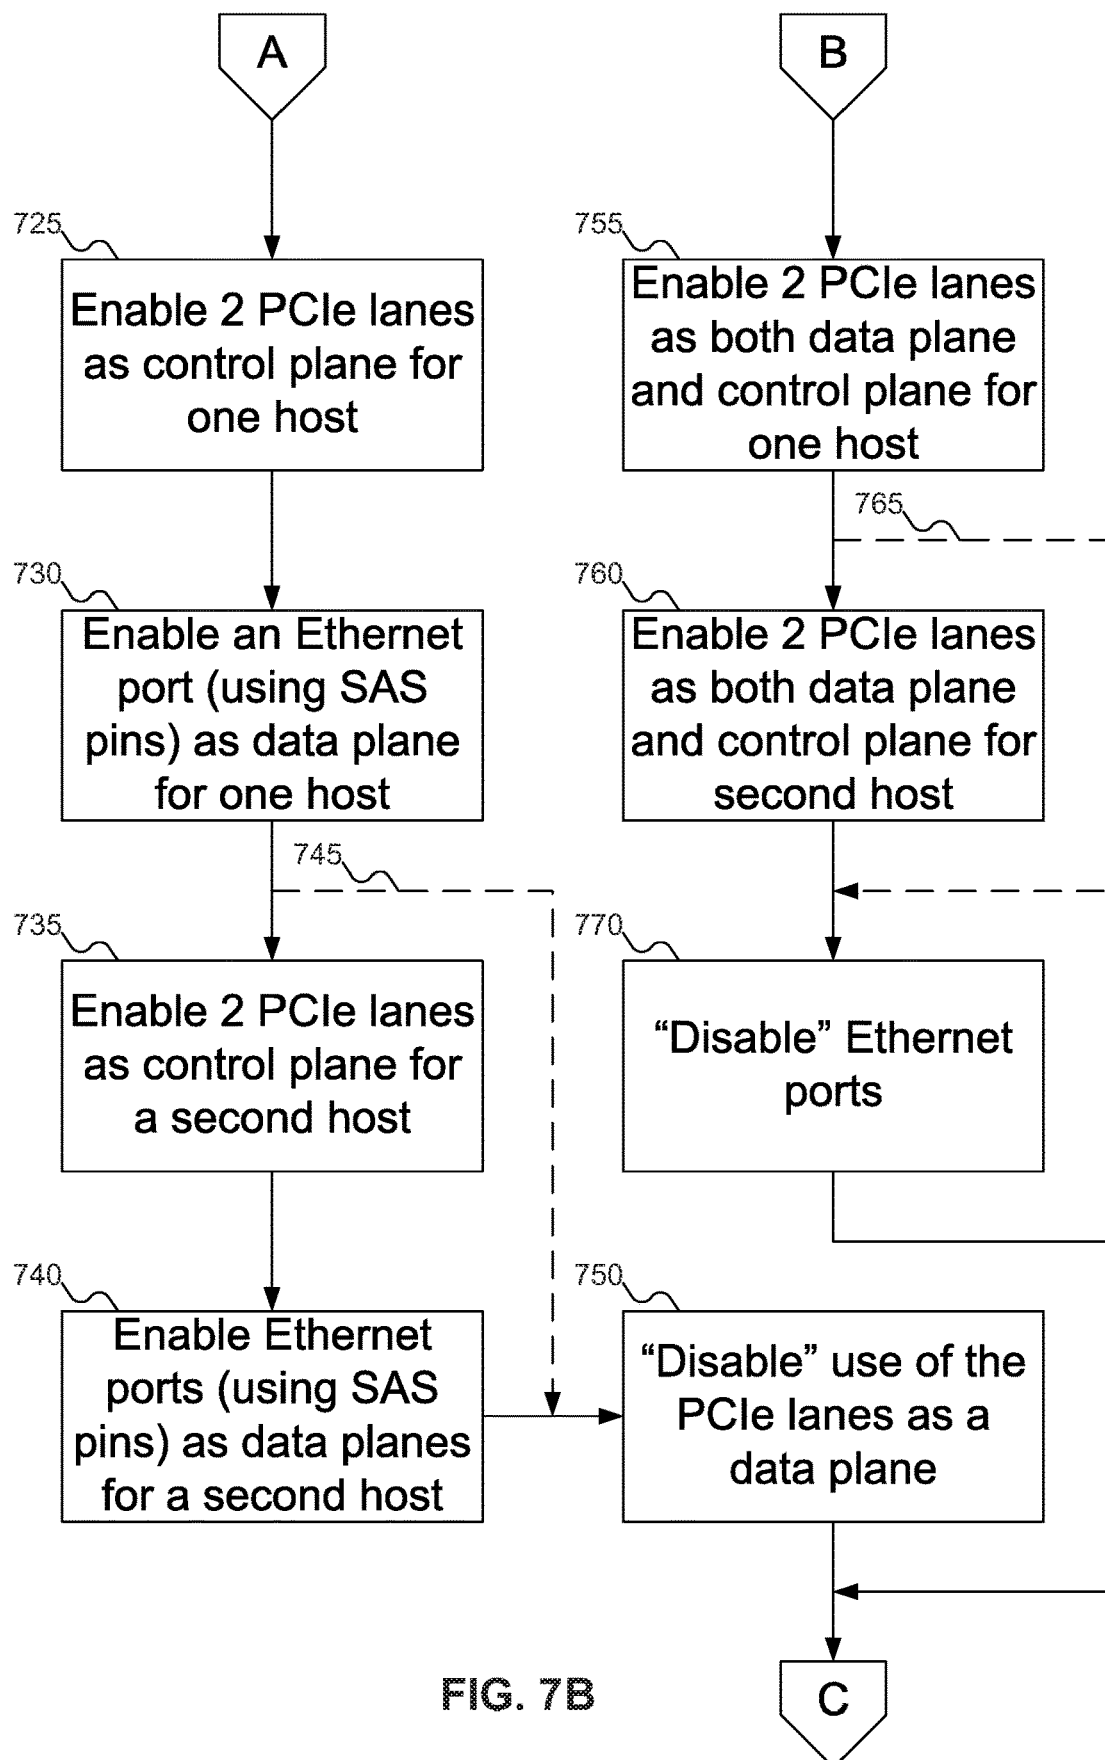 A
B
725
Enable 2 PCIe lanes
as control plane for
one host
755
Enable 2 PCIe lanes
as both data plane
and control plane for
one host
765
730
Enable an Ethernet
port (using SAS
pins) as data plane
for one host
760
Enable 2 PCIe lanes
as both data plane
and control plane for
second host
745
735
Enable 2 PCIe lanes
as control plane for
a second host
770
“Disable” Ethernet
ports
740
Enable Ethernet
ports (using SAS
pins) as data planes
for a second host
750
“Disable” use of the
PCIe lanes as a
data plane
C
FIG. 7B